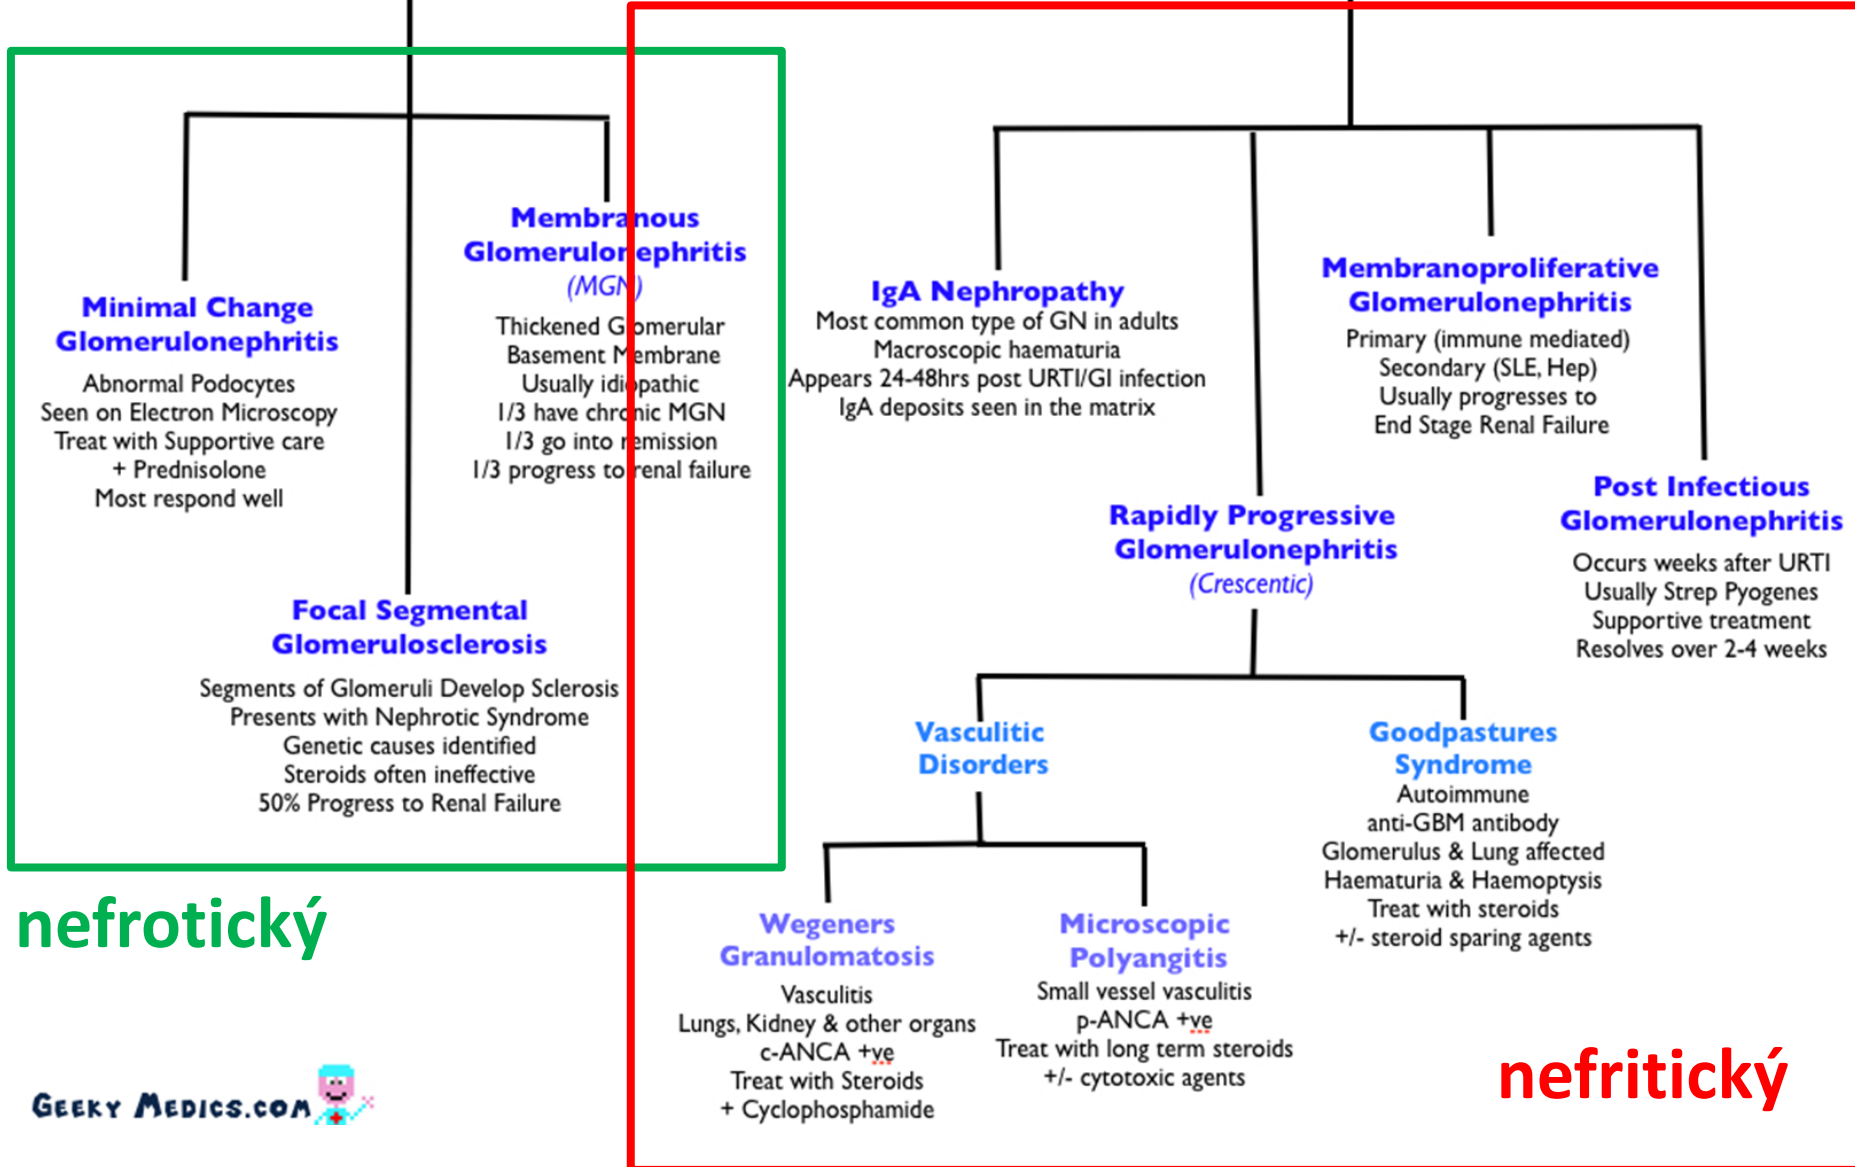 Membranous
Glomerulonephritis
(MGN)
Thickened Glomerular
Basement Membrane
Usually idiopathic
1/3 have chronic MGN
1/3 go into remission
1/3 progress to renal failure
Minimal Change
Glomerulonephritis
Abnormal Podocytes
Seen on Electron Microscopy
Treat with Supportive care
+ Prednisolone
Most respond well
Focal Segmental
Glomerulosclerosis
Segments of Glomeruli Develop Sclerosis
Presents with Nephrotic Syndrome
Genetic causes identified
Steroids often ineffective
50% Progress to Renal Failure
nefrotický
IgA Nephropathy
Most common type of GN in adults
Macroscopic haematuria
Appears 24-48hrs post URTI/GI infection
IgA deposits seen in the matrix
Membranoproliferative
Glomerulonephritis
Primary (immune mediated)
Secondary (SLE, Hep)
Usually progresses to
End Stage Renal Failure
Rapidly Progressive
Glomerulonephritis
(Crescentic)
Post Infectious
Glomerulonephritis
Occurs weeks after URTI
Usually Strep Pyogenes
Supportive treatment
Resolves over 2-4 weeks
Vasculitic
Disorders
Goodpastures
Syndrome
Autoimmune
anti-GBM antibody
Glomerulus & Lung affected
Haematuria & Haemoptysis
Treat with steroids
+/- steroid sparing agents
Wegeners
Granulomatosis
Vasculitis
Lungs, Kidney & other organs
c-ANCA +ve
Treat with Steroids
+ Cyclophosphamide
Microscopic
Polyangitis
Small vessel vasculitis
p-ANCA +ve
Treat with long term steroids
+/- cytotoxic agents
nefritický
GEEKY MEDICS.COM